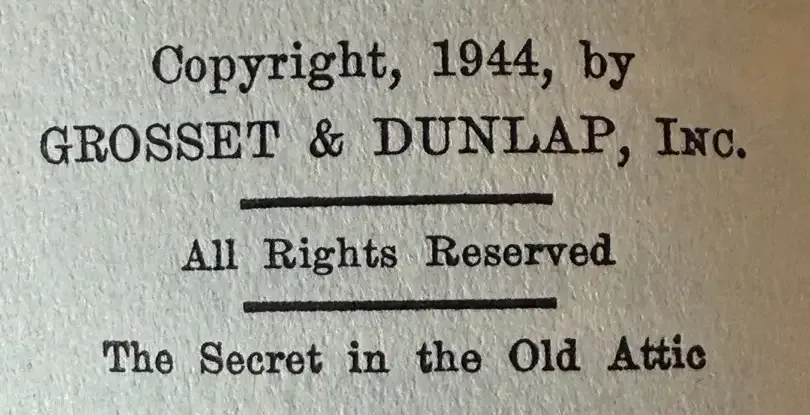 Copyright, 1944, by
GROSSET & DUNLAP, INC.
All Rights Reserved
The Secret in the Old Attic